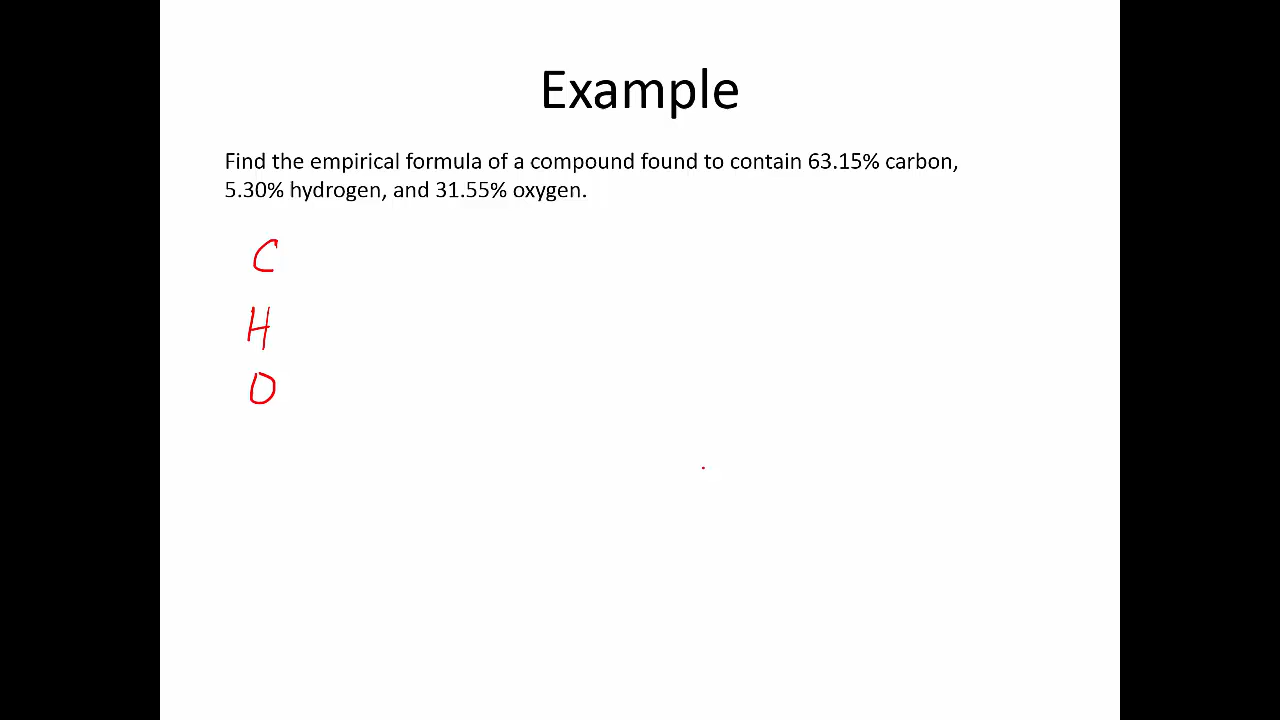 Example
Find the empirical formula of a compound found to contain 63.15% carbon,
5.30% hydrogen, and 31.55% oxygen.
C
H
O